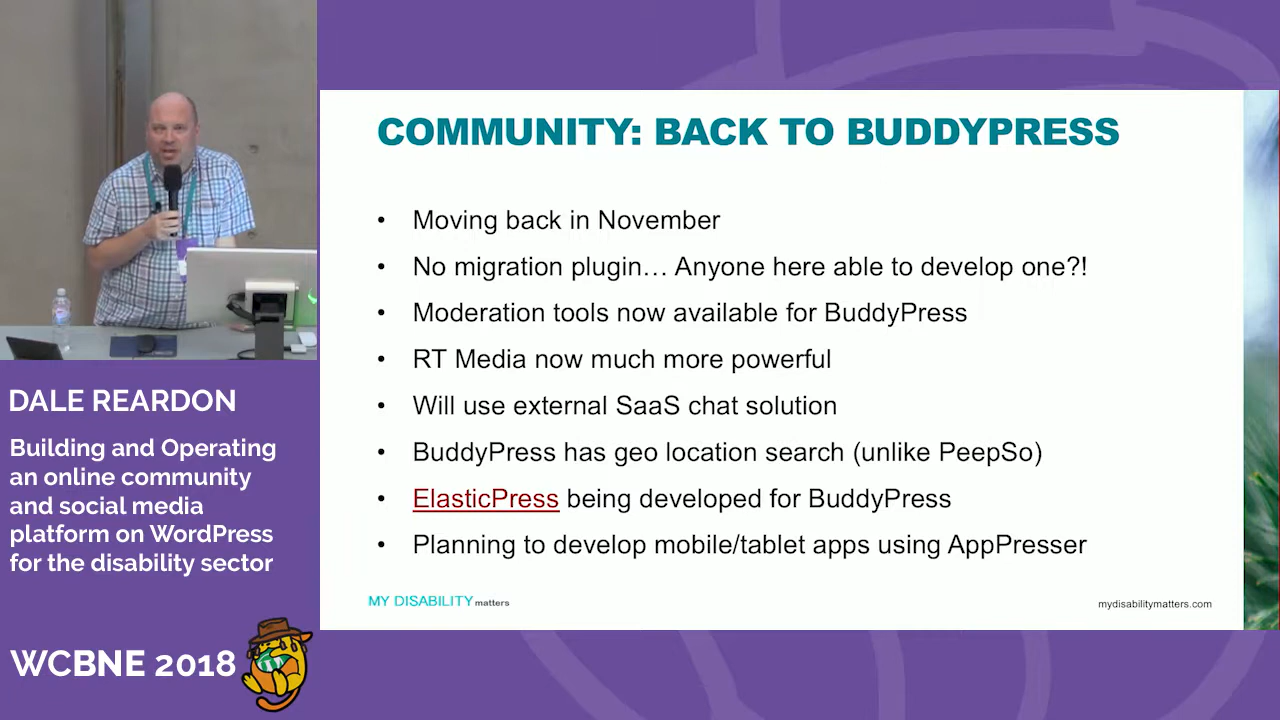 COMMUNITY: BACK TO BUDDYPRESS
• Moving back in November
• No migration plugin… Anyone here able to develop one?!
• Moderation tools now available for BuddyPress
• RT Media now much more powerful
• Will use external SaaS chat solution
• BuddyPress has geo location search (unlike PeepSo)
• ElasticPress being developed for BuddyPress
• Planning to develop mobile/tablet apps using AppPresser
MY DISABILITY matters
mydisabilitymatters.com
DALE REARDON
Building and Operating
an online community
and social media
platform on WordPress
for the disability sector
WCBNE 2018